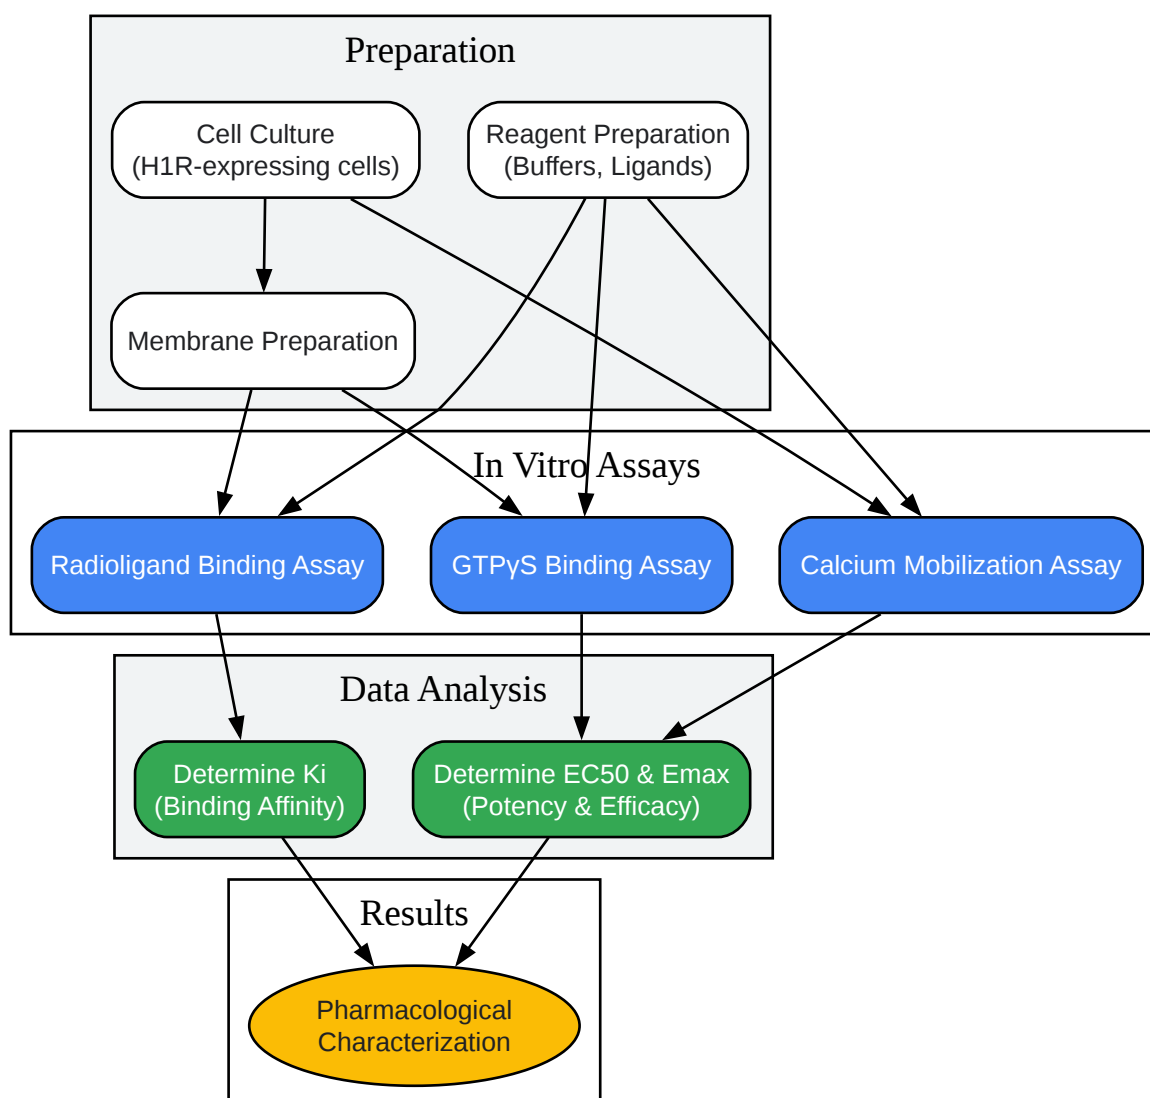 Preparation
Cell Culture
(H1R-expressing cells)
Reagent Preparation
(Buffers, Ligands)
Membrane Preparation
In Vitro Assays
Radioligand Binding Assay
GTPγS Binding Assay
Calcium Mobilization Assay
Data Analysis
Determine Ki
(Binding Affinity)
Determine EC50 & Emax
(Potency & Efficacy)
Results
Pharmacological
Characterization